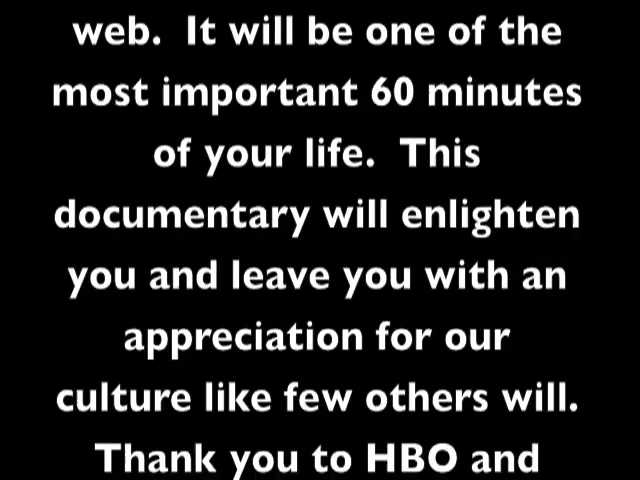 web.  It will be one of the
most important 60 minutes
of your life.  This
documentary will enlighten
you and leave you with an
appreciation for our
culture like few others will.
Thank you to HBO and